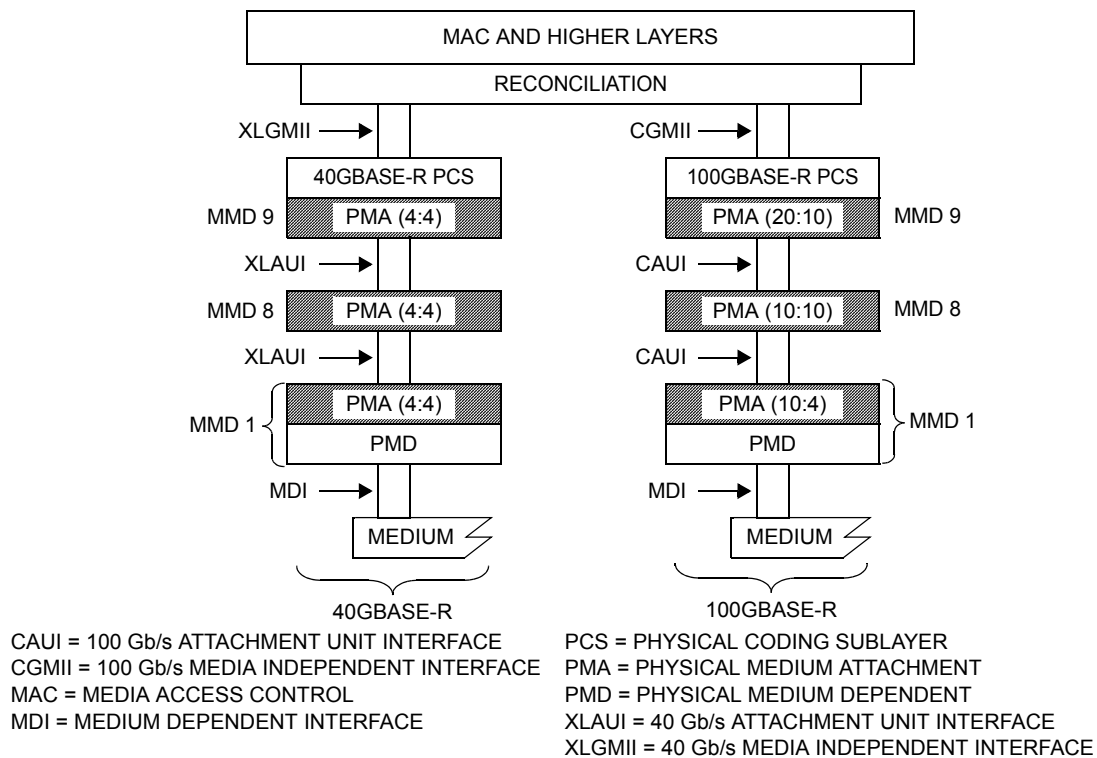 MAC AND HIGHER LAYERS
RECONCILIATION
XLGMII
CGMII
40GBASE-R PCS
100GBASE-R PCS
MMD 9
PMA (4:4)
PMA (20:10)
MMD 9
XLAUI
CAUI
MMD 8
PMA (4:4)
PMA (10:10)
MMD 8
XLAUI
CAUI
MMD 1
PMA (4:4)
PMD
PMA (10:4)
PMD
MMD 1
MDI
MDI
MEDIUM
MEDIUM
40GBASE-R
100GBASE-R
CAUI = 100 Gb/s ATTACHMENT UNIT INTERFACE
CGMII = 100 Gb/s MEDIA INDEPENDENT INTERFACE
MAC = MEDIA ACCESS CONTROL
MDI = MEDIUM DEPENDENT INTERFACE
PCS = PHYSICAL CODING SUBLAYER
PMA = PHYSICAL MEDIUM ATTACHMENT
PMD = PHYSICAL MEDIUM DEPENDENT
XLAUI = 40 Gb/s ATTACHMENT UNIT INTERFACE
XLGMII = 40 Gb/s MEDIA INDEPENDENT INTERFACE